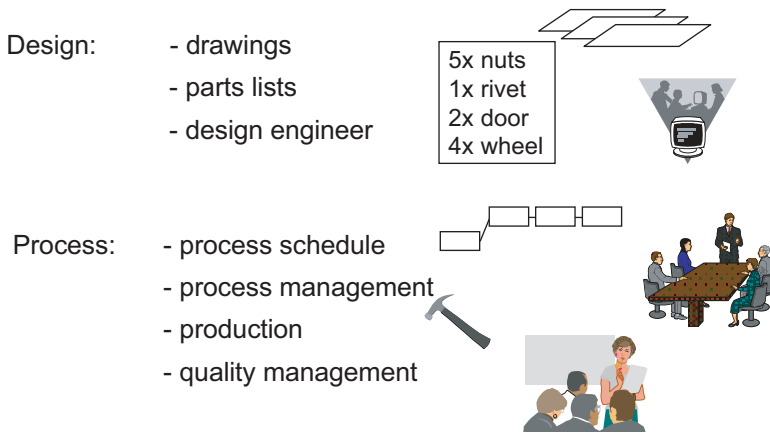 Design:
- drawings
- parts lists
- design engineer
5x nuts
1x rivet
2x door
4x wheel
Process:
- process schedule
- process management
- production
- quality management